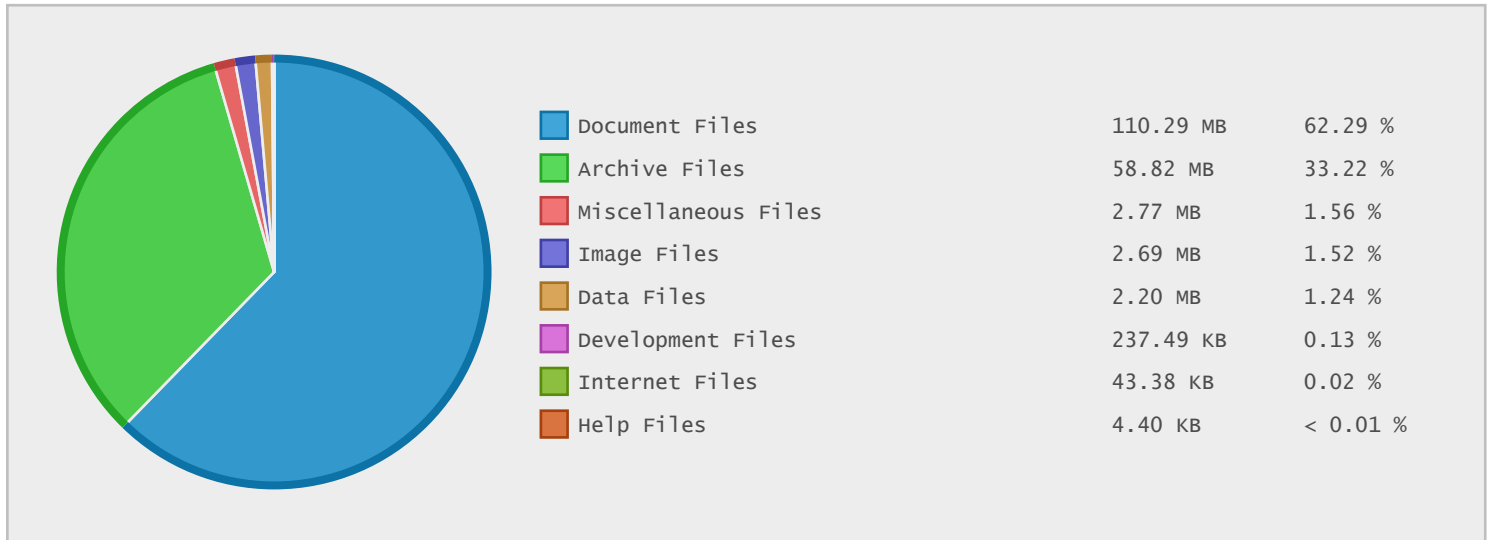 Document Files 110.29 MB 62.29 %
Archive Files 58.82 MB 33.22 %
Miscellaneous Files 2.77 MB 1.56 %
Image Files 2.69 MB 1.52 %
Data Files 2.20 MB 1.24 %
Development Files 237.49 KB 0.13 %
Internet Files 43.38 KB 0.02 %
Help Files 4.40 KB < 0.01 %